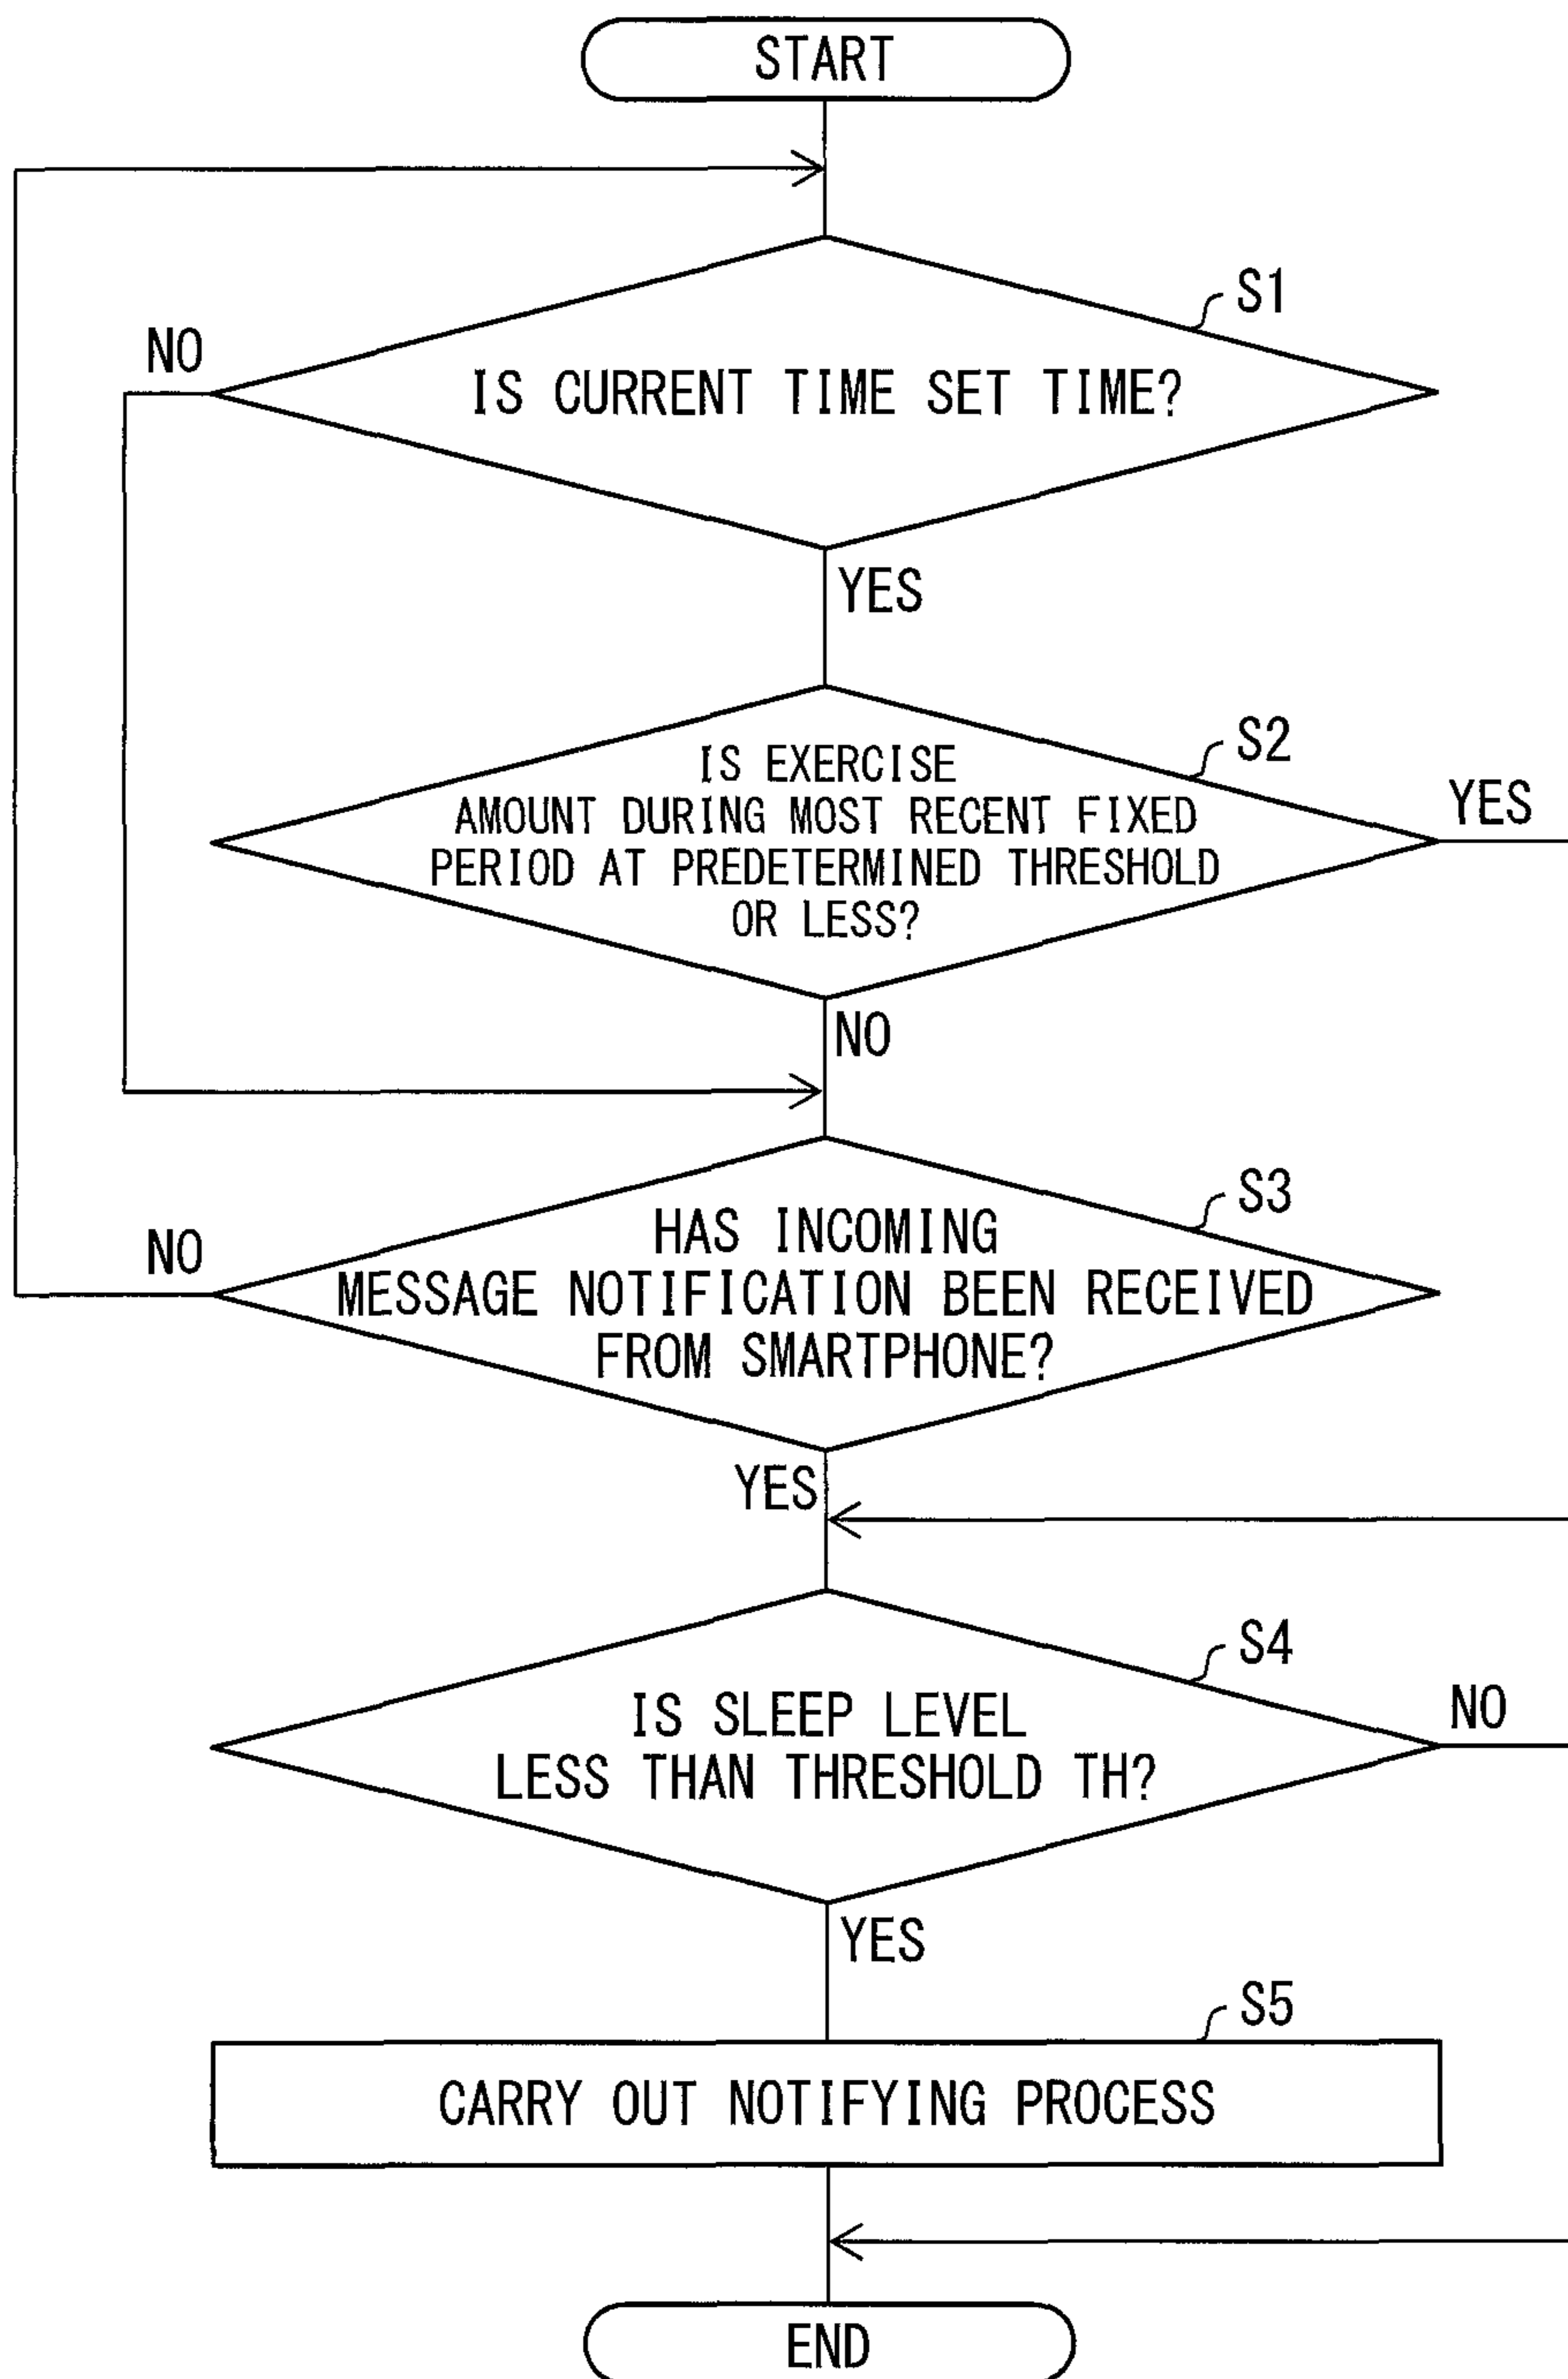 START
S1
NO
IS CURRENT TIME SET TIME?
YES
S2
IS EXERCISE
AMOUNT DURING MOST RECENT FIXED
PERIOD AT PREDETERMINED THRESHOLD
OR LESS?
YES
NO
S3
HAS INCOMING
MESSAGE NOTIFICATION BEEN RECEIVED
FROM SMARTPHONE?
NO
YES
S4
IS SLEEP LEVEL
LESS THAN THRESHOLD TH?
NO
YES
S5
CARRY OUT NOTIFYING PROCESS
END